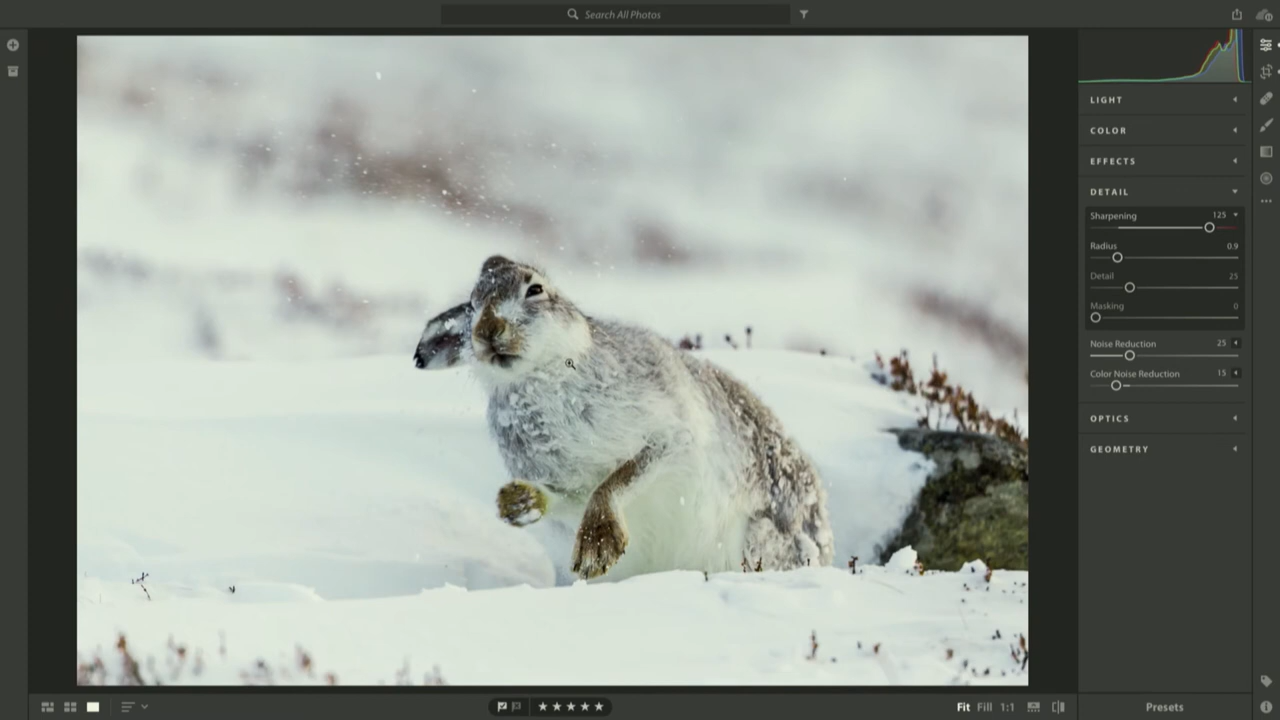 Search All Photos
LIGHT
COLOR
EFFECTS
DETAIL
Sharpening 125
Radius 0.9
Detail 25
Masking 0
Noise Reduction 25
Color Noise Reduction 15
OPTICS
GEOMETRY
Fit Fill 1:1
Presets